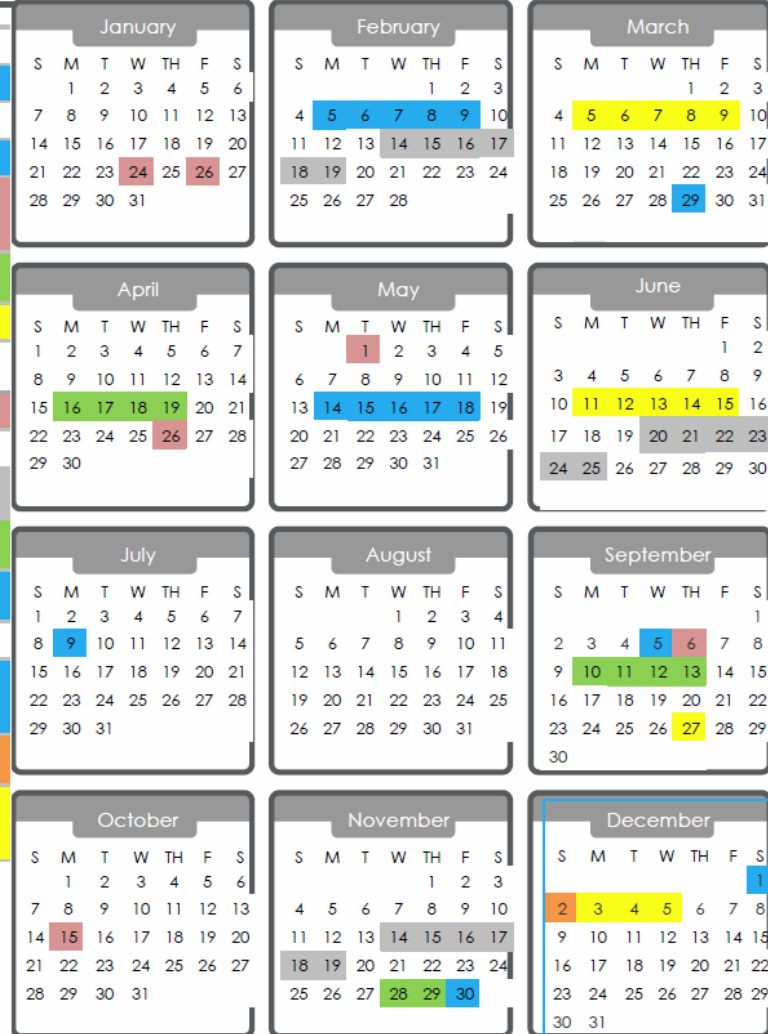 January
S M T W TH F S
1 2 3 4 5 6
7 8 9 10 11 12 13
14 15 16 17 18 19 20
21 22 23 24 25 26 27
28 29 30 31
February
S M T W TH F S
1 2 3
4 5 6 7 8 9 10
11 12 13 14 15 16 17
18 19 20 21 22 23 24
25 26 27 28
March
S M T W TH F S
1 2 3
4 5 6 7 8 9 10
11 12 13 14 15 16 17
18 19 20 21 22 23 24
25 26 27 28 29 30 31
April
S M T W TH F S
1 2 3 4 5 6 7
8 9 10 11 12 13 14
15 16 17 18 19 20 21
22 23 24 25 26 27 28
29 30
May
S M T W TH F S
1 2 3 4 5
6 7 8 9 10 11 12
13 14 15 16 17 18 19
20 21 22 23 24 25 26
27 28 29 30 31
June
S M T W TH F S
1 2
3 4 5 6 7 8 9
10 11 12 13 14 15 16
17 18 19 20 21 22 23
24 25 26 27 28 29 30
July
S M T W TH F S
1 2 3 4 5 6 7
8 9 10 11 12 13 14
15 16 17 18 19 20 21
22 23 24 25 26 27 28
29 30 31
August
S M T W TH F S
1 2 3 4
5 6 7 8 9 10 11
12 13 14 15 16 17 18
19 20 21 22 23 24 25
26 27 28 29 30 31
September
S M T W TH F S
1
2 3 4 5 6 7 8
9 10 11 12 13 14 15
16 17 18 19 20 21 22
23 24 25 26 27 28 29
30
October
S M T W TH F S
1 2 3 4 5 6
7 8 9 10 11 12 13
14 15 16 17 18 19 20
21 22 23 24 25 26 27
28 29 30 31
November
S M T W TH F S
1 2 3
4 5 6 7 8 9 10
11 12 13 14 15 16 17
18 19 20 21 22 23 24
25 26 27 28 29 30
December
S M T W TH F S
1
2 3 4 5 6 7 8
9 10 11 12 13 14 15
16 17 18 19 20 21 22
23 24 25 26 27 28 29
30 31